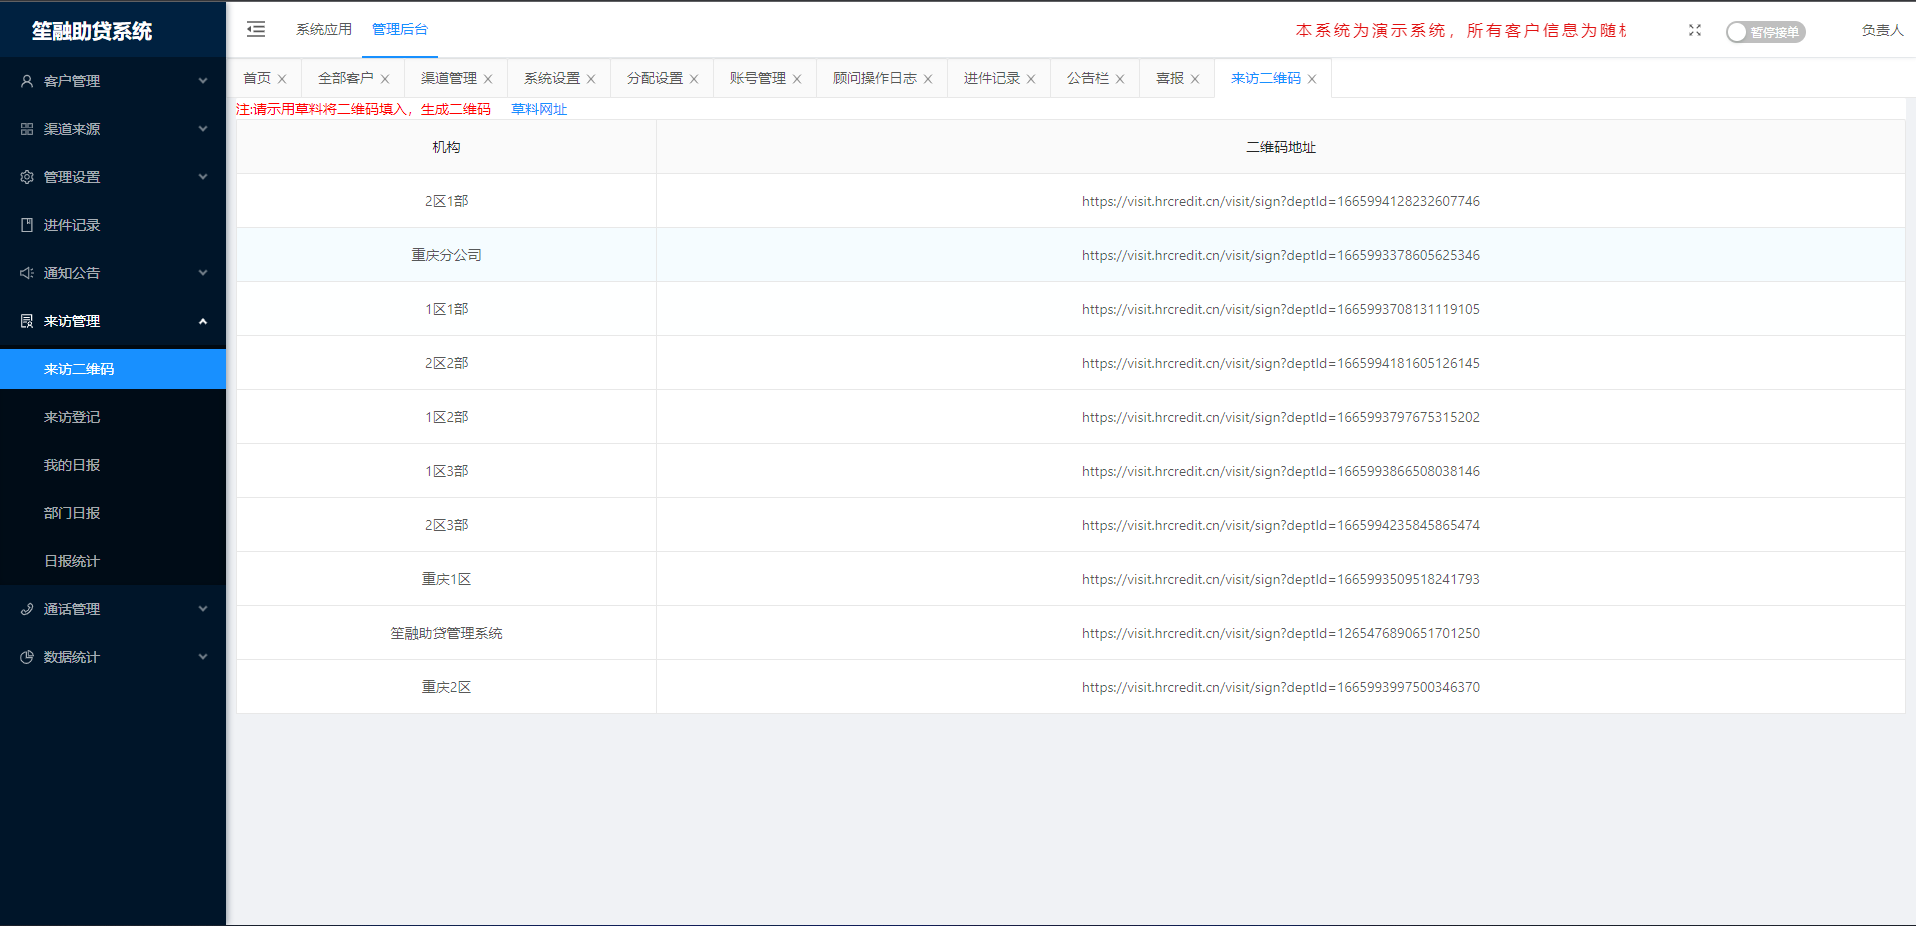 笙融助贷系统
系统应用 管理后台 本系统为演示系统，所有客户信息为随机 暂停接单 负责人
首页 全部客户 渠道管理 系统设置 分配设置 账号管理 顾问操作日志 进件记录 公告栏 喜报 来访二维码
客户管理
渠道来源
管理设置
进件记录
通知公告
来访管理
来访二维码
来访登记
我的日报
部门日报
日报统计
通话管理
数据统计
注:请示用草料将二维码填入，生成二维码 草料网址
机构 二维码地址
2区1部 https://visit.hrcredit.cn/visit/sign?deptId=1665994128232607746
重庆分公司 https://visit.hrcredit.cn/visit/sign?deptId=1665993378605625346
1区1部 https://visit.hrcredit.cn/visit/sign?deptId=1665993708131119105
2区2部 https://visit.hrcredit.cn/visit/sign?deptId=1665994181605126145
1区2部 https://visit.hrcredit.cn/visit/sign?deptId=1665993797675315202
1区3部 https://visit.hrcredit.cn/visit/sign?deptId=1665993866508038146
2区3部 https://visit.hrcredit.cn/visit/sign?deptId=1665994235845865474
重庆1区 https://visit.hrcredit.cn/visit/sign?deptId=1665993509518241793
笙融助贷管理系统 https://visit.hrcredit.cn/visit/sign?deptId=1265476890651701250
重庆2区 https://visit.hrcredit.cn/visit/sign?deptId=1665993997500346370